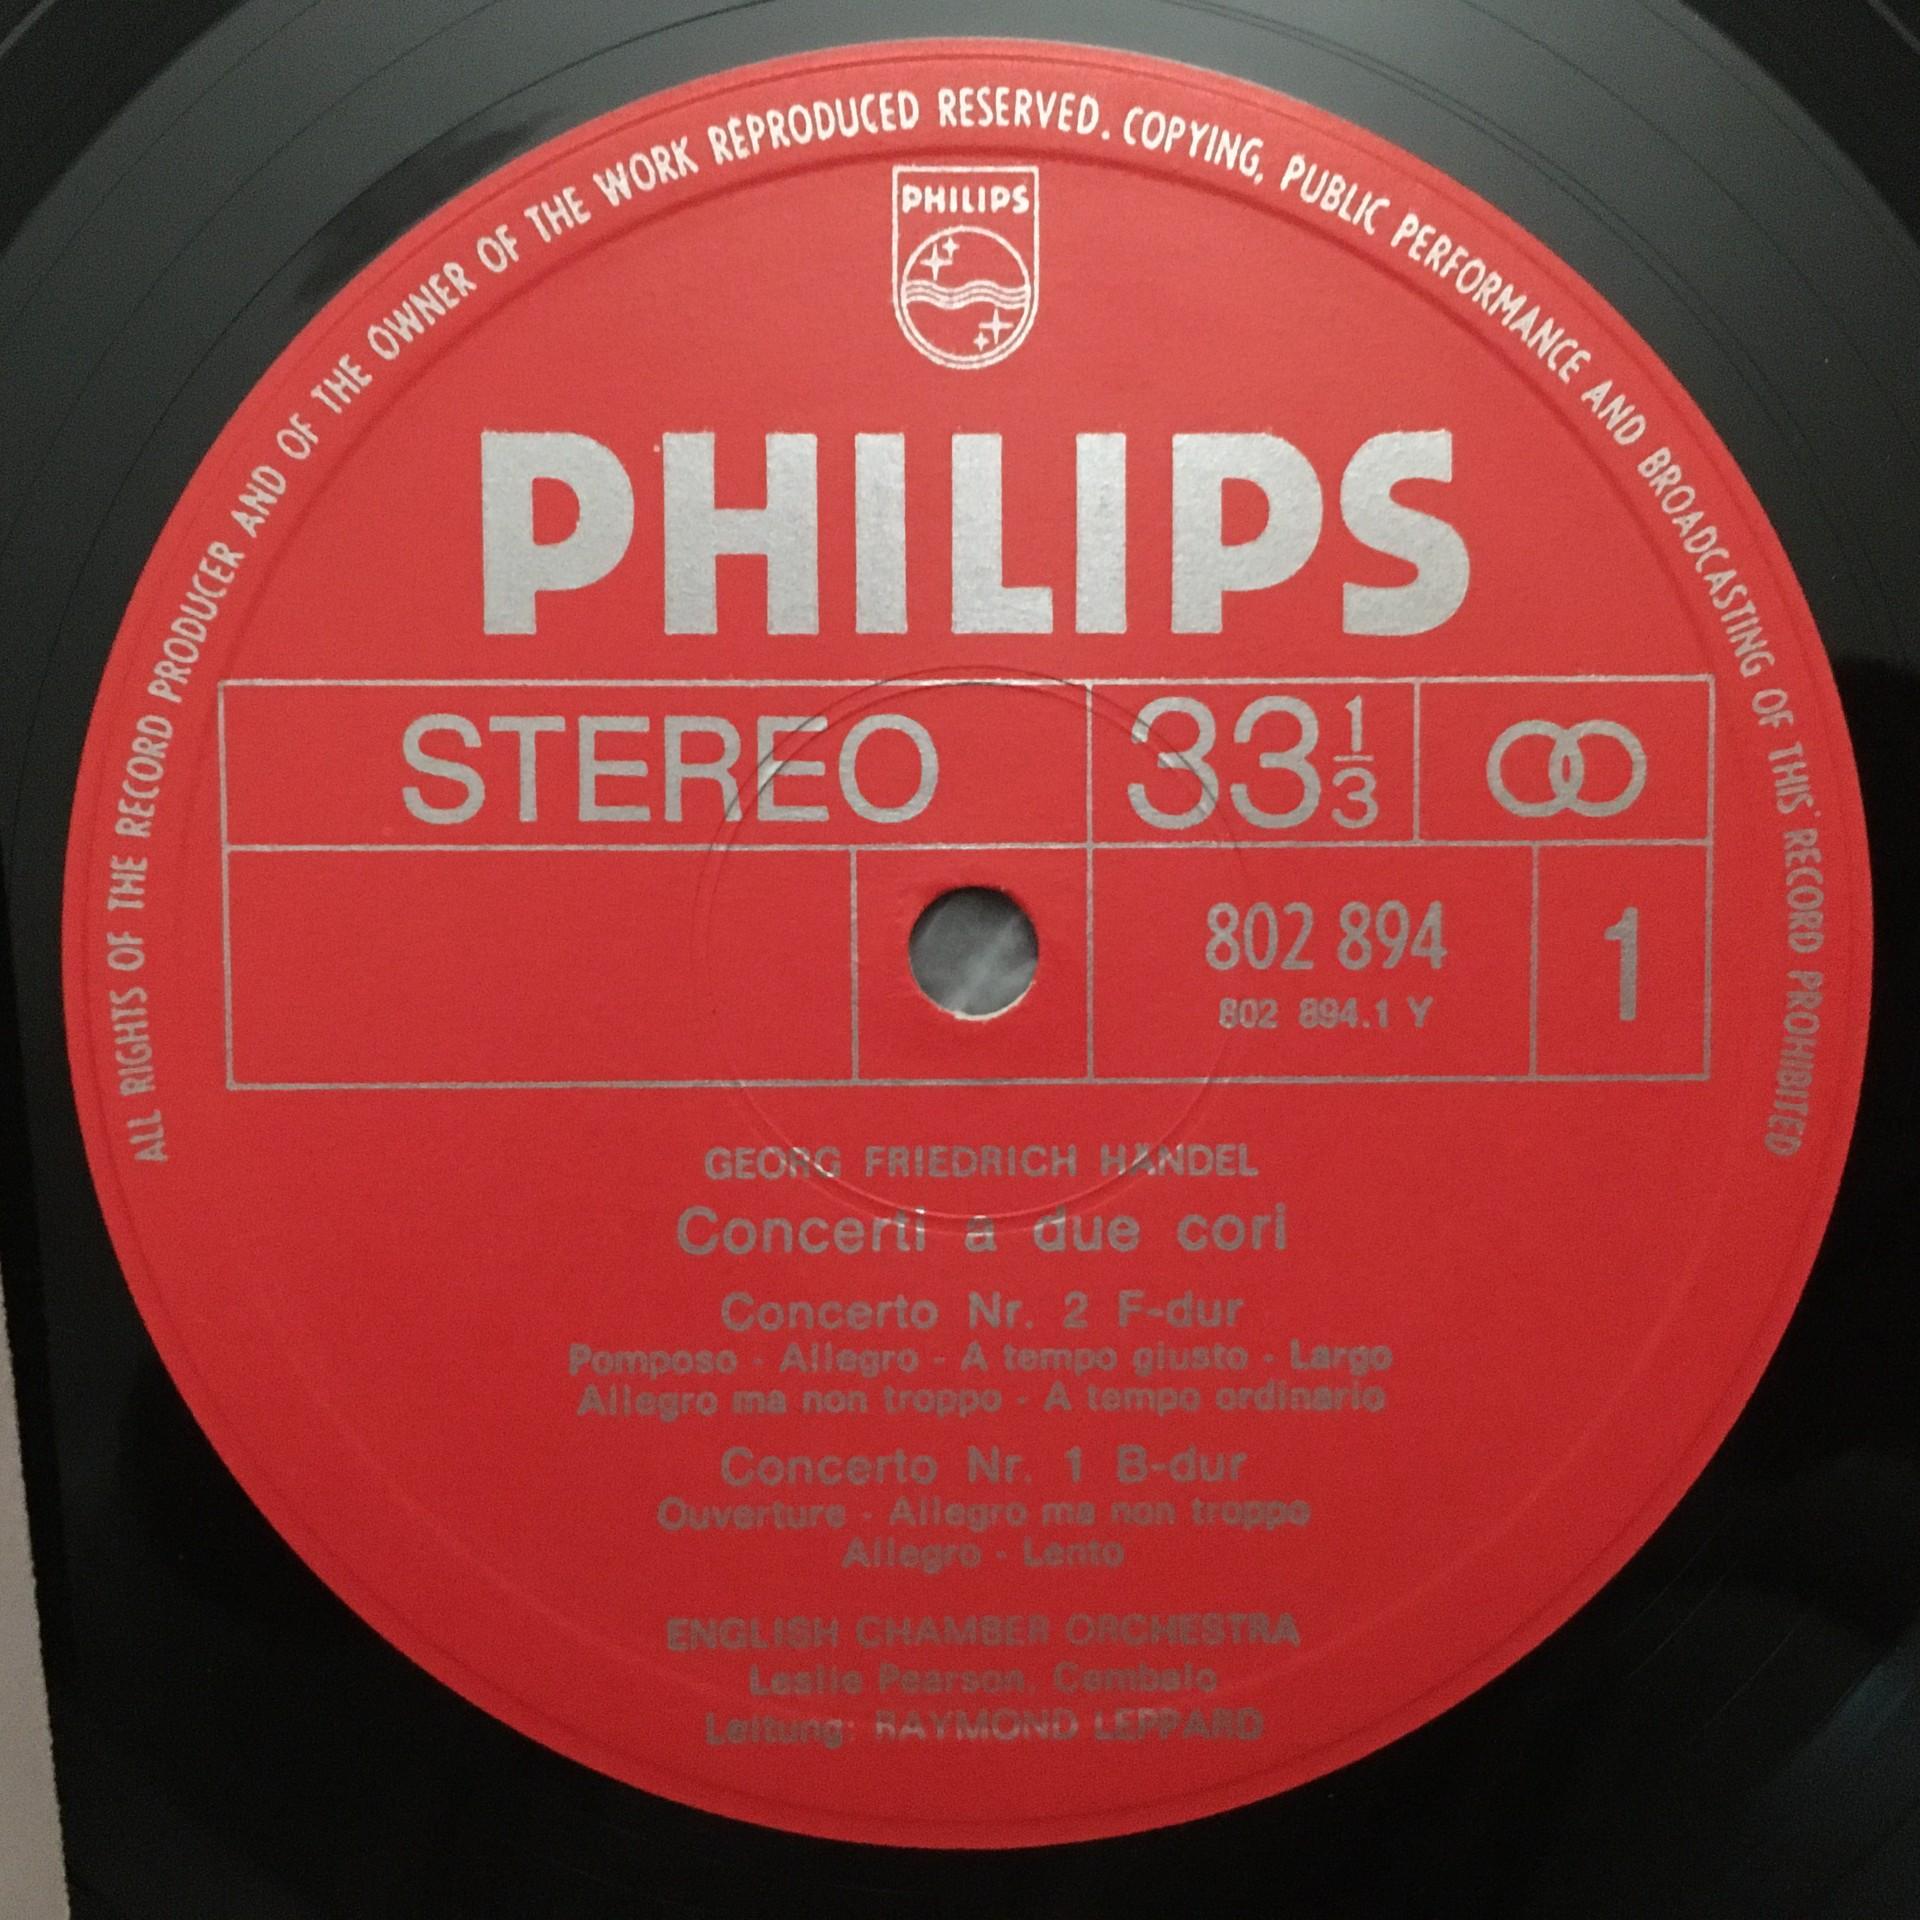 ALL RIGHTS OF THE RECORD PRODUCER AND OF THE OWNER OF THE WORK REPRODUCED RESERVED. COPYING, PUBLIC PERFORMANCE AND BROADCASTING OF THIS RECORD PROHIBITED
PHILIPS
PHILIPS
STEREO 33 1/3
802 894 1
802 894.1 Y
GEORG FRIEDRICH HÄNDEL
Concerti a due cori
Concerto Nr. 2 F-dur
Pomposo - Allegro - A tempo giusto - Largo
Allegro ma non troppo - A tempo ordinario
Concerto Nr. 1 B-dur
Ouverture - Allegro ma non troppo
Allegro - Lento
ENGLISH CHAMBER ORCHESTRA
Leslie Pearson, Cembalo
Leitung: RAYMOND LEPPARD